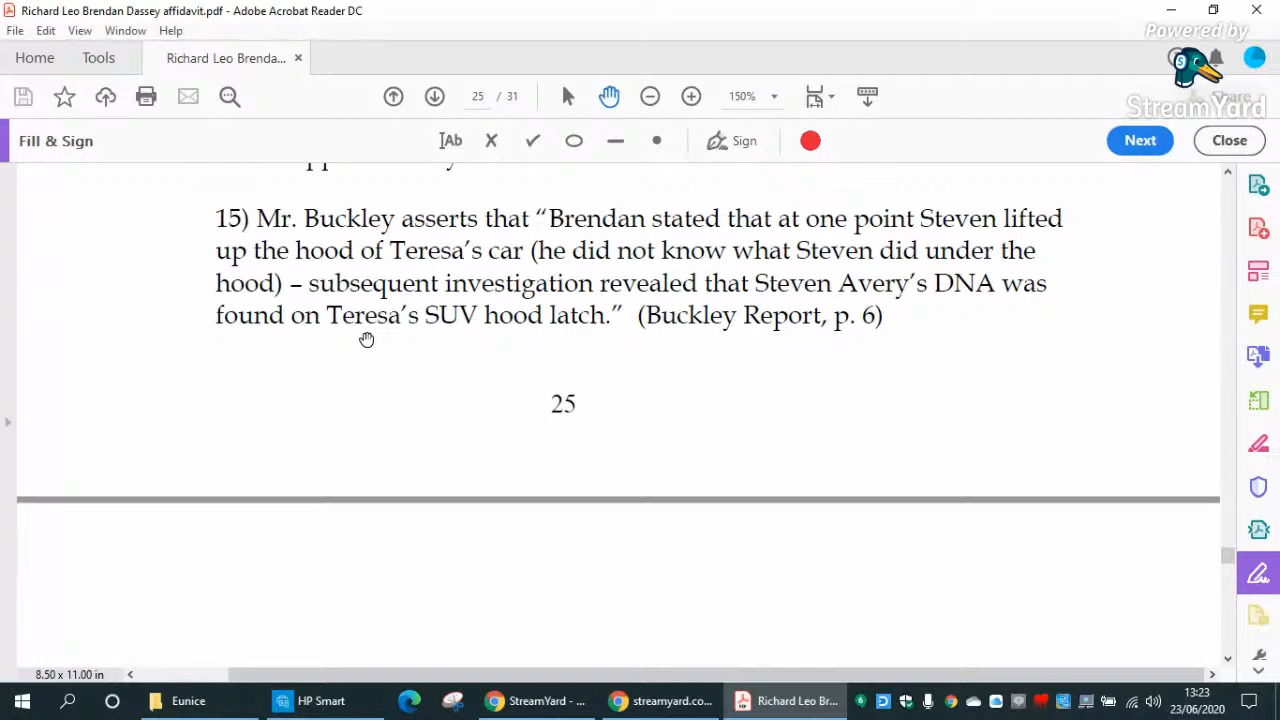 Richard Leo Brendan Dassey affidavit.pdf - Adobe Acrobat Reader DC
File Edit View Window Help
Powered by
Home Tools Richard Leo Brenda... ×
StreamYard
25 / 31 150% Share
Fill & Sign Ab Sign Next Close
15) Mr. Buckley asserts that “Brendan stated that at one point Steven lifted
up the hood of Teresa’s car (he did not know what Steven did under the
hood) – subsequent investigation revealed that Steven Avery’s DNA was
found on Teresa’s SUV hood latch.” (Buckley Report, p. 6)
25
8.50 x 11.00 in
Eunice HP Smart StreamYard - ... streamyard.co... Richard Leo Br...
13:23
23/06/2020